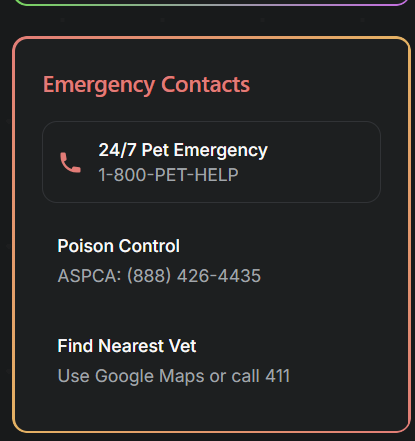 Emergency Contacts
24/7 Pet Emergency
1-800-PET-HELP
Poison Control
ASPCA: (888) 426-4435
Find Nearest Vet
Use Google Maps or call 411